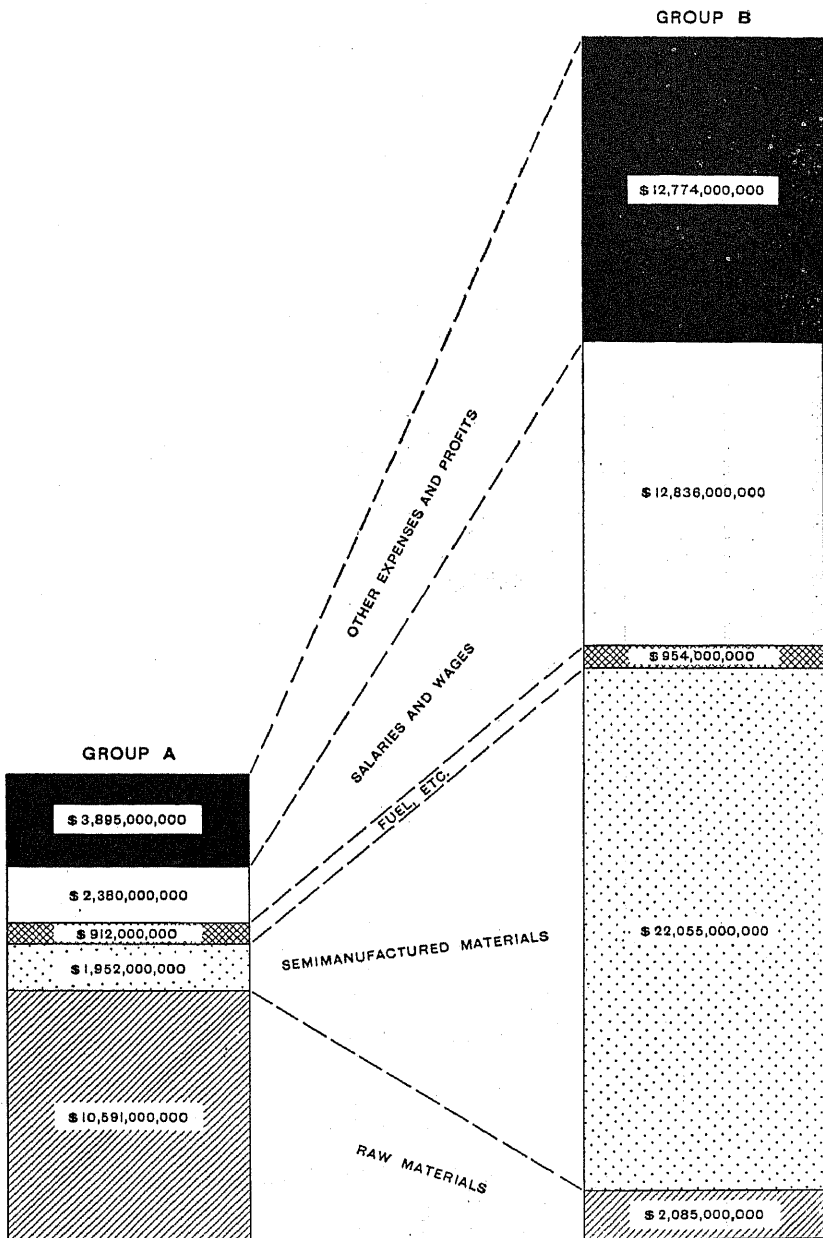 GROUP B
$12,774,000,000
OTHER EXPENSES AND PROFITS
$12,836,000,000
$954,000,000
SALARIES AND WAGES
GROUP A
FUEL, ETC.
$3,895,000,000
$2,380,000,000
$912,000,000
$22,055,000,000
SEMIMANUFACTURED MATERIALS
$1,952,000,000
$10,591,000,000
RAW MATERIALS
$2,085,000,000